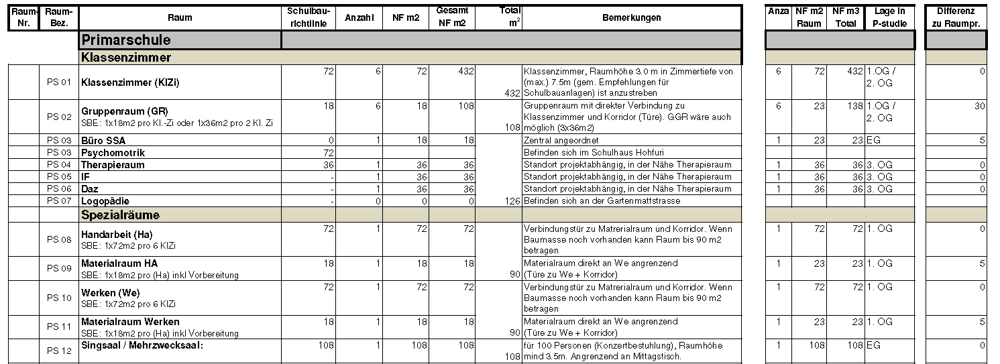 Raum-Nr. Raum-Bez. Raum Schulbau-richtlinie Anzahl NF m2 Gesamt NF m2 Total m² Bemerkungen Anza NF m2 Raum NF m3 Total Lage in P-studie Differenz zu Raumpr.
Primarschule
Klassenzimmer
PS 01 Klassenzimmer (KlZi) 72 6 72 432 432 Klassenzimmer, Raumhöhe 3.0 m in Zimmertiefe von 6 72 432 1.OG / 0
(max.) 7.5m (gem. Empfehlungen für 2. OG
Schulbauanlagen) ist anzustreben
PS 02 Gruppenraum (GR) 18 6 18 108 108 Gruppenraum mit direkter Verbindung zu 6 23 138 1.OG / 30
SBE: 1x18m2 pro Kl.-Zi oder 1x36m2 pro 2 Kl. Zi Klassenzimmer und Korridor (Türe). GGR wäre auch 2. OG
möglich (3x36m2)
PS 03 Büro SSA 0 1 18 18 Zentral angeordnet 1 23 23 EG 5
PS 03 Psychomotrik 72 Befinden sich im Schulhaus Hohfuri
PS 04 Therapieraum 36 1 36 36 Standort projektabhängig, in der Nähe Therapieraum 1 36 36 3. OG 0
PS 05 IF - 1 36 36 Standort projektabhängig, in der Nähe Therapieraum 1 36 36 3. OG 0
PS 06 Daz - 1 36 36 Standort projektabhängig, in der Nähe Therapieraum 1 36 36 3. OG 0
PS 07 Logopädie - 0 0 0 126 Befinden sich an der Gartenmattstrasse
Spezialräume
PS 08 Handarbeit (Ha) 72 1 72 72 Verbindungstür zu Matrerialraum und Korridor. Wenn 1 72 72 1. OG 0
SBE: 1x72m2 pro 6 KlZi Baumasse noch vorhanden kann Raum bis 90 m2
betragen
PS 09 Materialraum HA 18 1 18 18 Materialraum direkt an We angrenzend 1 23 23 1. OG 5
SBE: 1x18m2 pro (Ha) inkl Vorbereitung 90 (Türe zu We + Korridor)
PS 10 Werken (We) 72 1 72 72 Verbindungstür zu Matrerialraum und Korridor. Wenn 1 72 72 1. OG 0
SBE: 1x72m2 pro 6 KlZi Baumasse noch vorhanden kann Raum bis 90 m2
betragen
PS 11 Materialraum Werken 18 1 18 18 Materialraum direkt an We angrenzend 1 23 23 1. OG 5
SBE: 1x18m2 pro (Ha) inkl Vorbereitung 90 (Türe zu We + Korridor)
PS 12 Singsaal / Mehrzwecksaal: 108 1 108 108 für 100 Personen (Konzertbestuhlung), Raumhöhe 1 108 108 EG 0
108 mind 3.5m. Angrenzend an Mittagstisch.